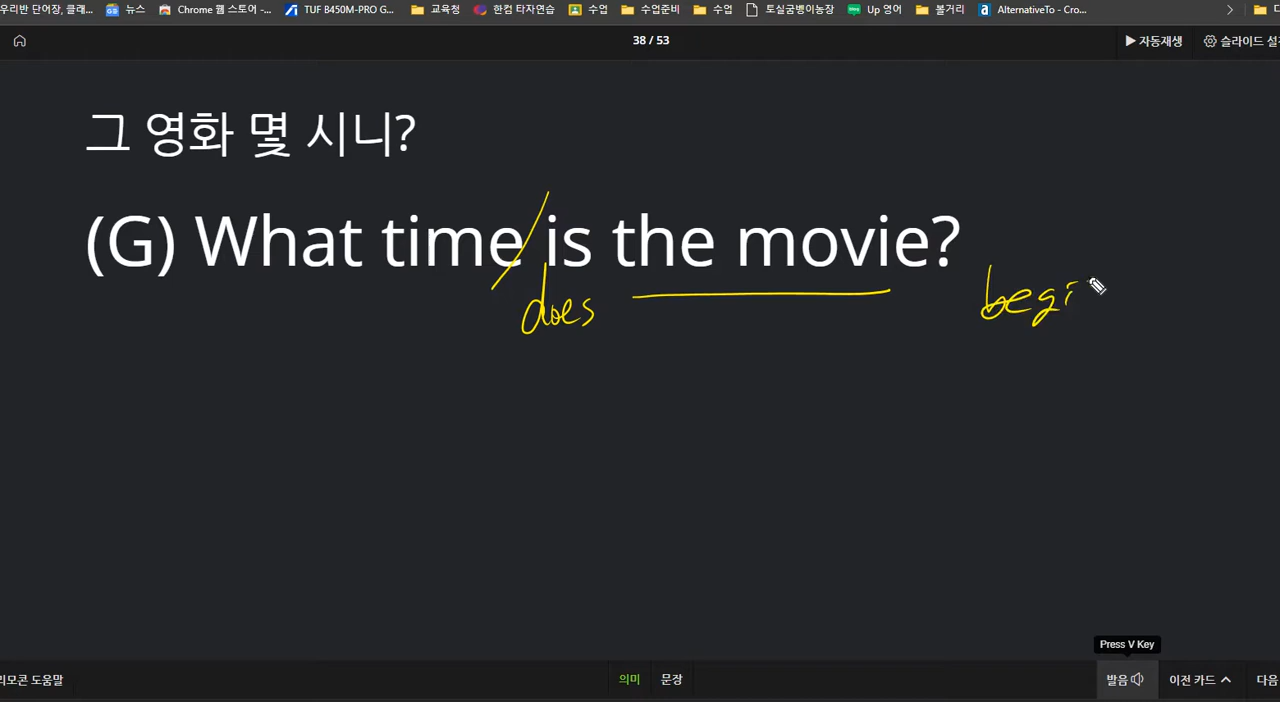 우리반 단어장, 클래... 뉴스 Chrome 웹 스토어 -... TUF B450M-PRO G... 교육청 한컴 타자연습 수업 수업준비 수업 토실굼벵이농장 Up 영어 볼거리 AlternativeTo - Cro...
38 / 53 자동재생 슬라이드 설
그 영화 몇 시니?
(G) What time is the movie?
does begi
Press V Key
리모콘 도움말 의미 문장 발음 이전 카드 다음